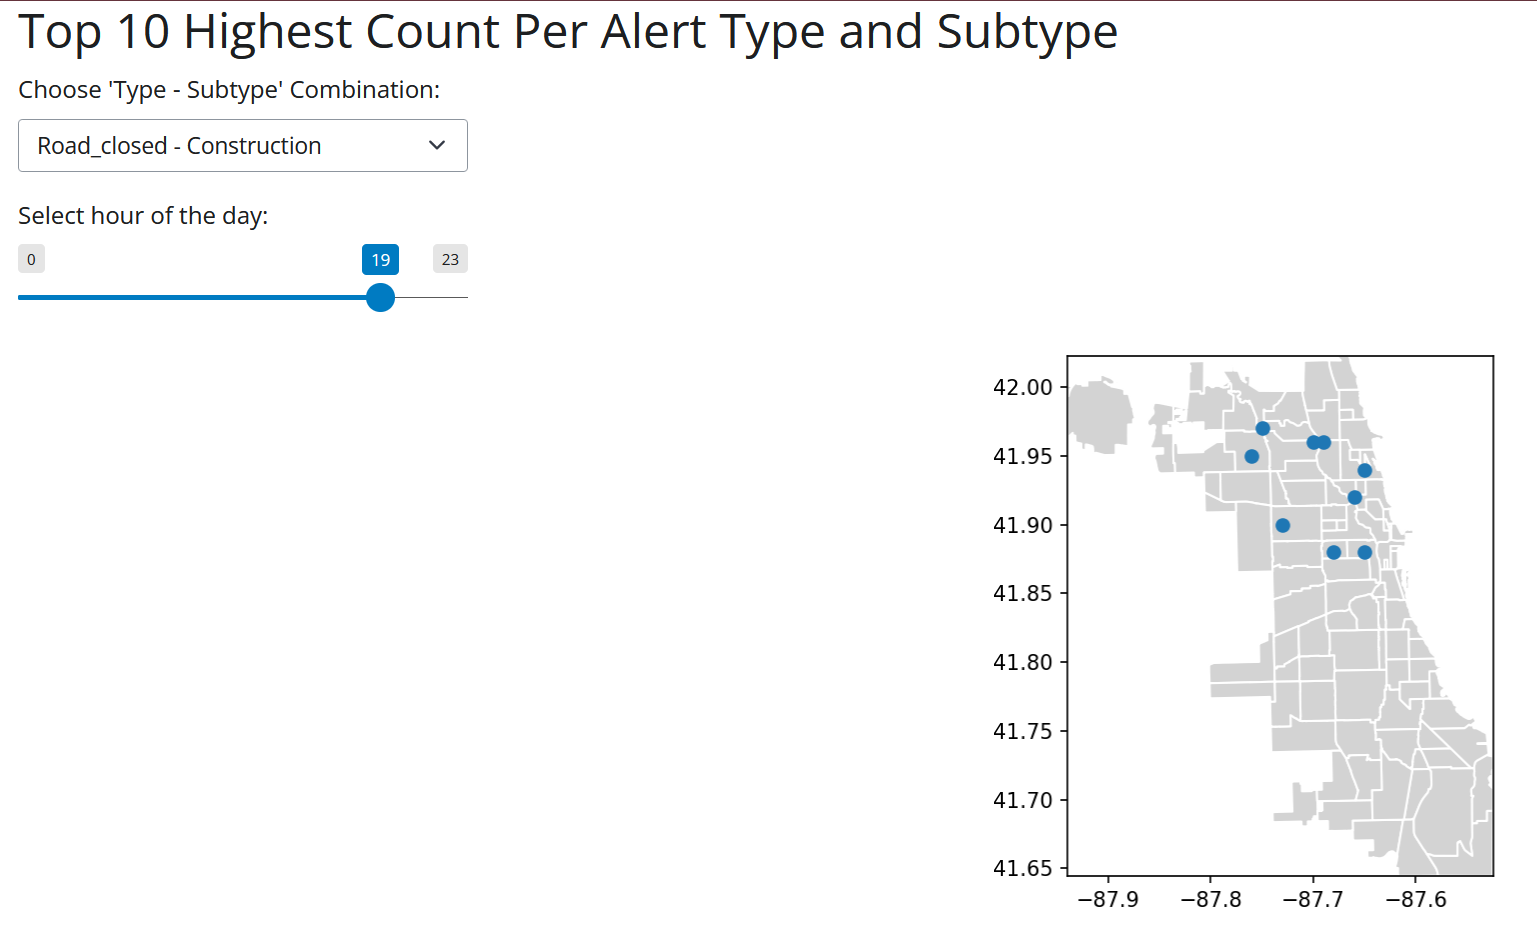 Top 10 Highest Count Per Alert Type and Subtype
Choose 'Type - Subtype' Combination:
Road_closed - Construction
Select hour of the day:
0 19 23
42.00
41.95
41.90
41.85
41.80
41.75
41.70
41.65
−87.9 −87.8 −87.7 −87.6